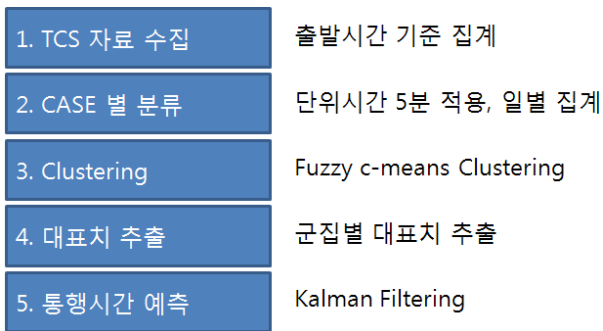 1. TCS 자료 수집 출발시간 기준 집계
2. CASE 별 분류 단위시간 5분 적용, 일별 집계
3. Clustering Fuzzy c-means Clustering
4. 대표치 추출 군집별 대표치 추출
5. 통행시간 예측 Kalman Filtering